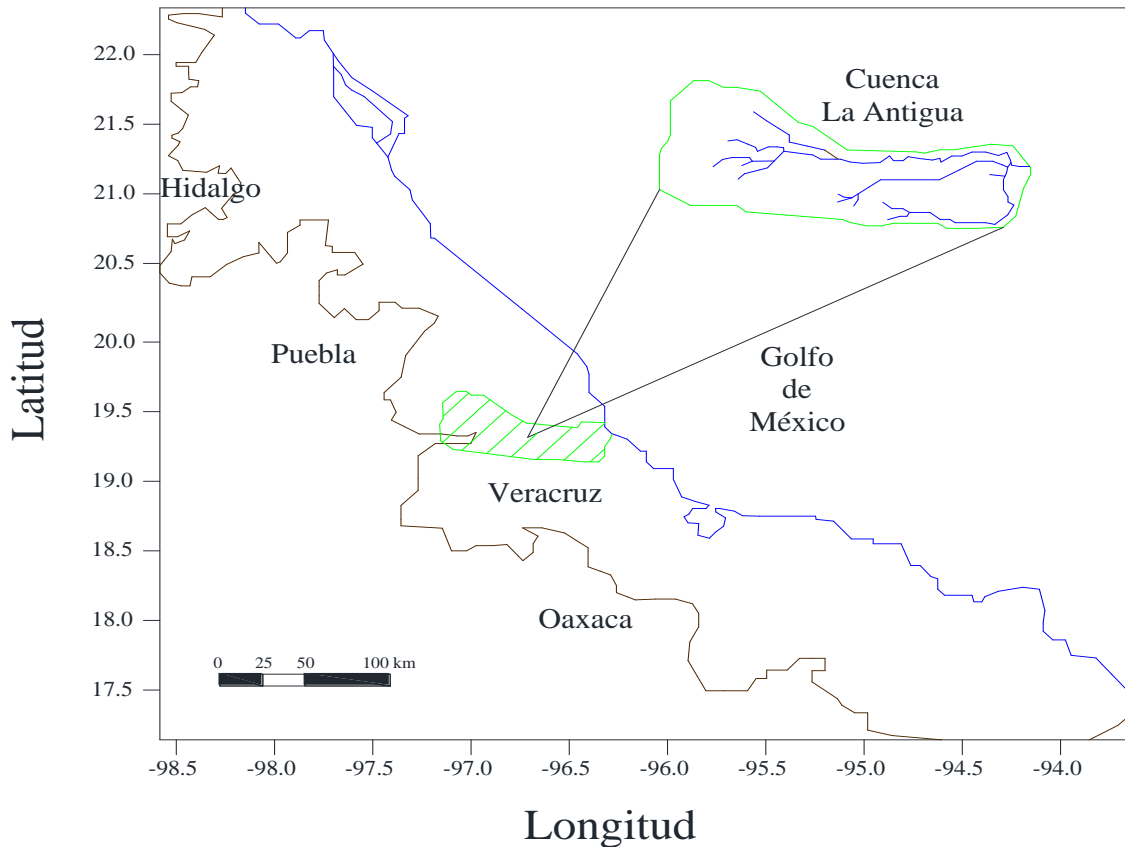 22.0
21.5
21.0
20.5
20.0
19.5
19.0
18.5
18.0
17.5
Latitud
Cuenca
La Antigua
Hidalgo
Puebla
Golfo
de
México
Veracruz
Oaxaca
0 25 50 100 km
-98.5 -98.0 -97.5 -97.0 -96.5 -96.0 -95.5 -95.0 -94.5 -94.0
Longitud